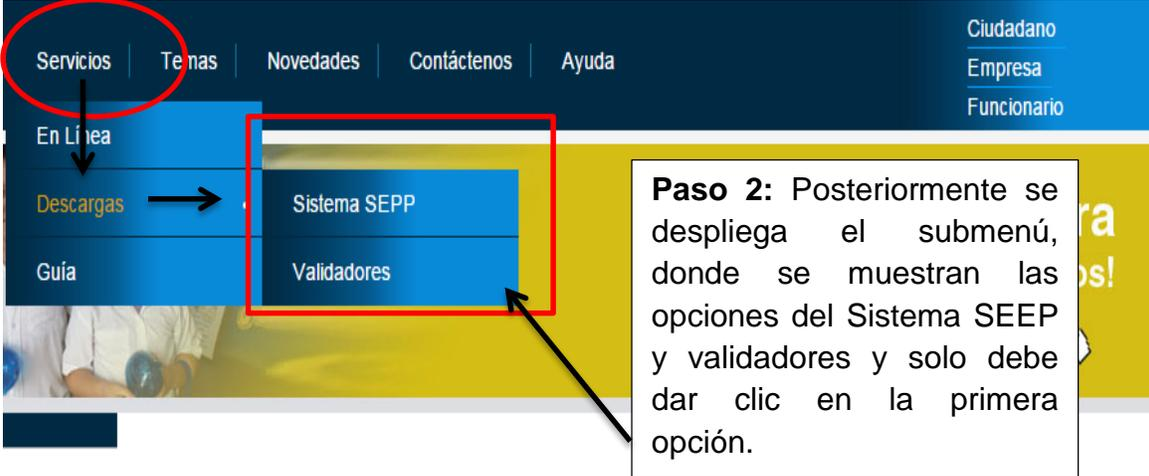 Servicios Temas Novedades Contáctenos Ayuda
Ciudadano
Empresa
Funcionario
En Línea
Descargas
Guía
Sistema SEPP
Validadores
Paso 2: Posteriormente se
despliega el submenú,
donde se muestran las
opciones del Sistema SEEP
y validadores y solo debe
dar clic en la primera
opción.